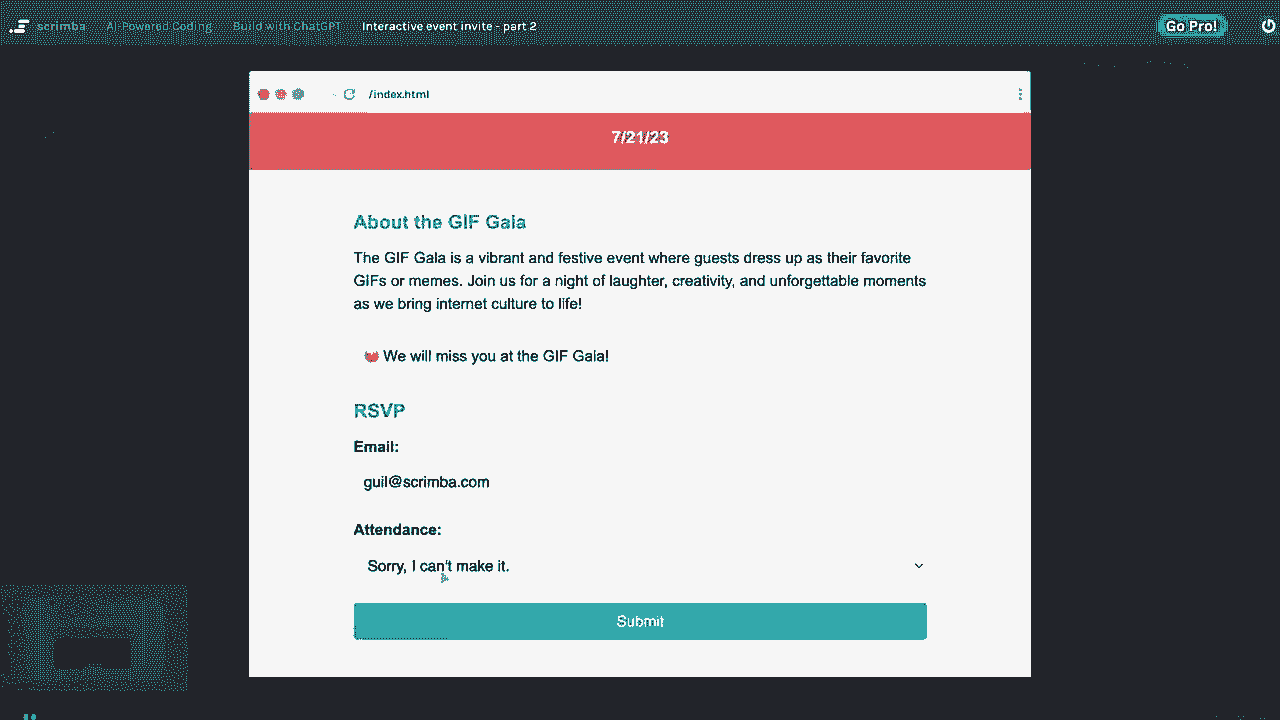 scrimba AI-Powered Coding Build with ChatGPT Interactive event invite - part 2 Go Pro!
/index.html
7/21/23
About the GIF Gala
The GIF Gala is a vibrant and festive event where guests dress up as their favorite
GIFs or memes. Join us for a night of laughter, creativity, and unforgettable moments
as we bring internet culture to life!
We will miss you at the GIF Gala!
RSVP
Email:
guil@scrimba.com
Attendance:
Sorry, I can't make it.
Submit